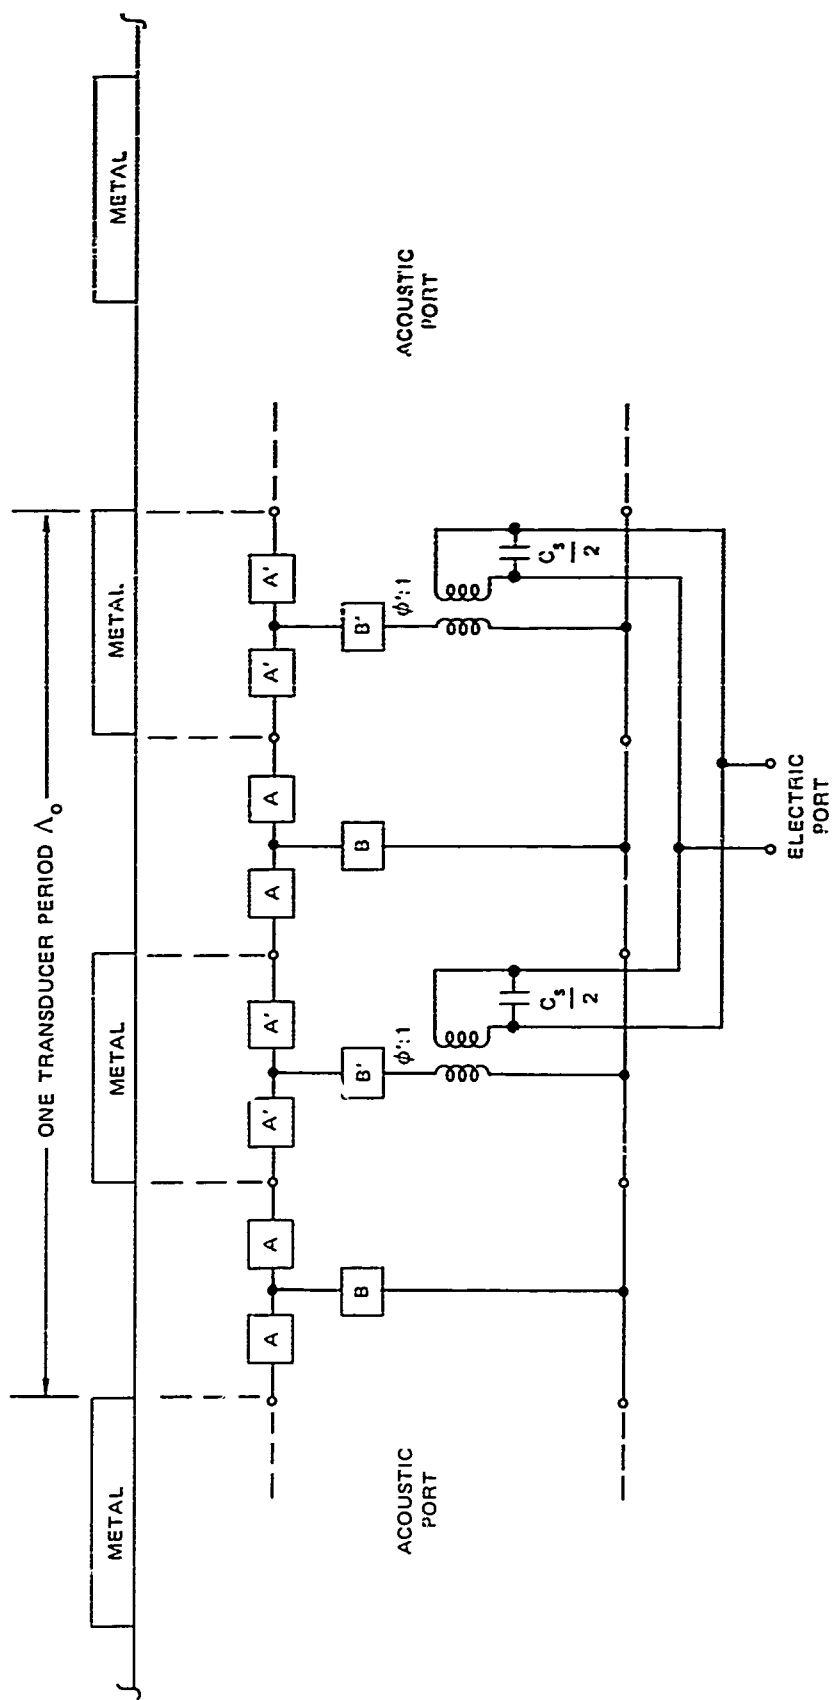 METAL
METAL
METAL
METAL
ONE TRANSDUCER PERIOD Λo
A
A
A'
A'
A
A
A'
A'
B
B'
B
B'
ϕ':1
ϕ':1
Cs/2
Cs/2
ACOUSTIC
PORT
ACOUSTIC
PORT
ELECTRIC
PORT